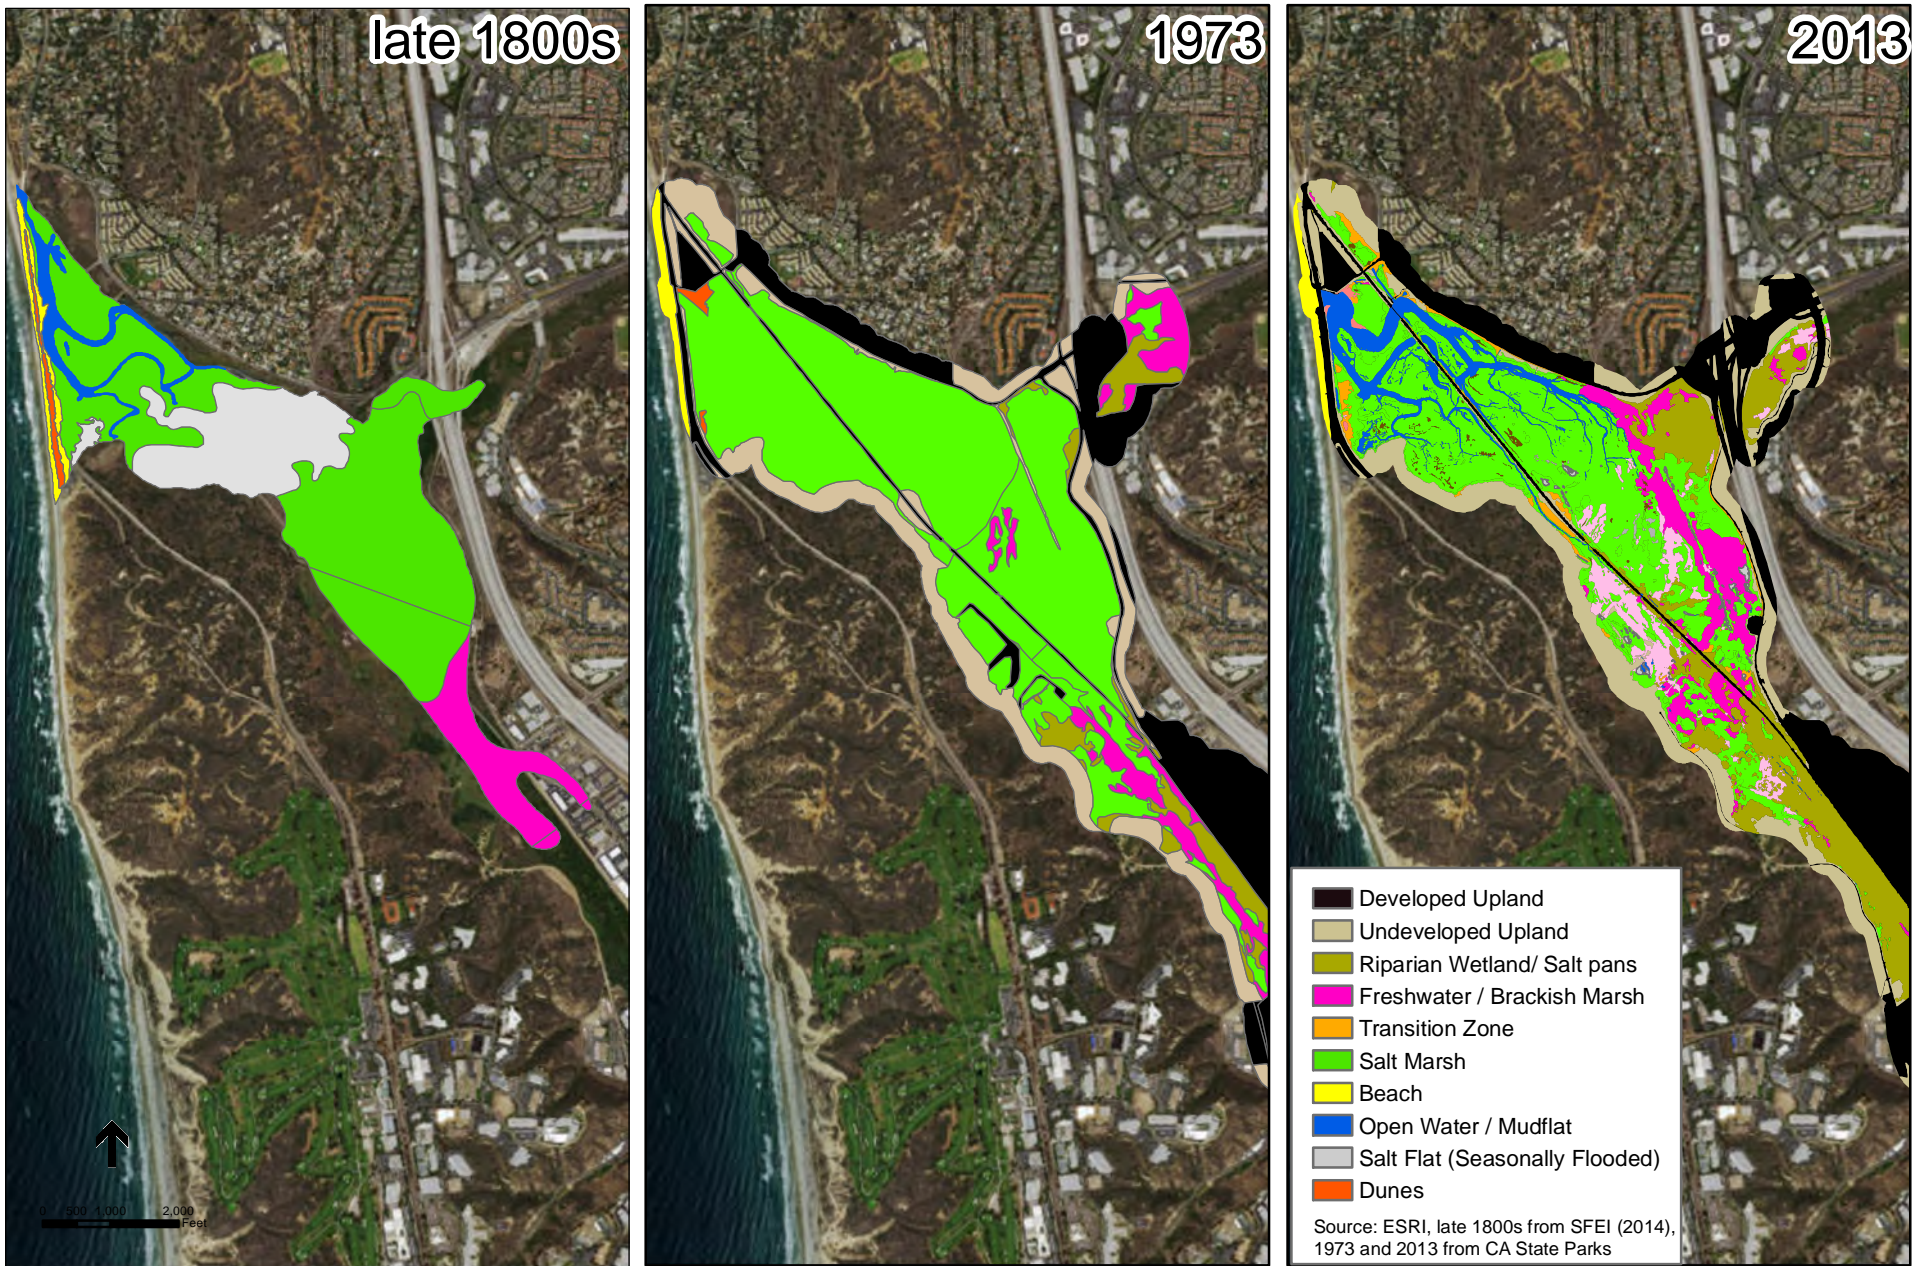 late 1800s
1973
2013
Developed Upland
Undeveloped Upland
Riparian Wetland/ Salt pans
Freshwater / Brackish Marsh
Transition Zone
Salt Marsh
Beach
Open Water / Mudflat
Salt Flat (Seasonally Flooded)
Dunes
Source: ESRI, late 1800s from SFEI (2014),
1973 and 2013 from CA State Parks
0 500 1,000 2,000
Feet